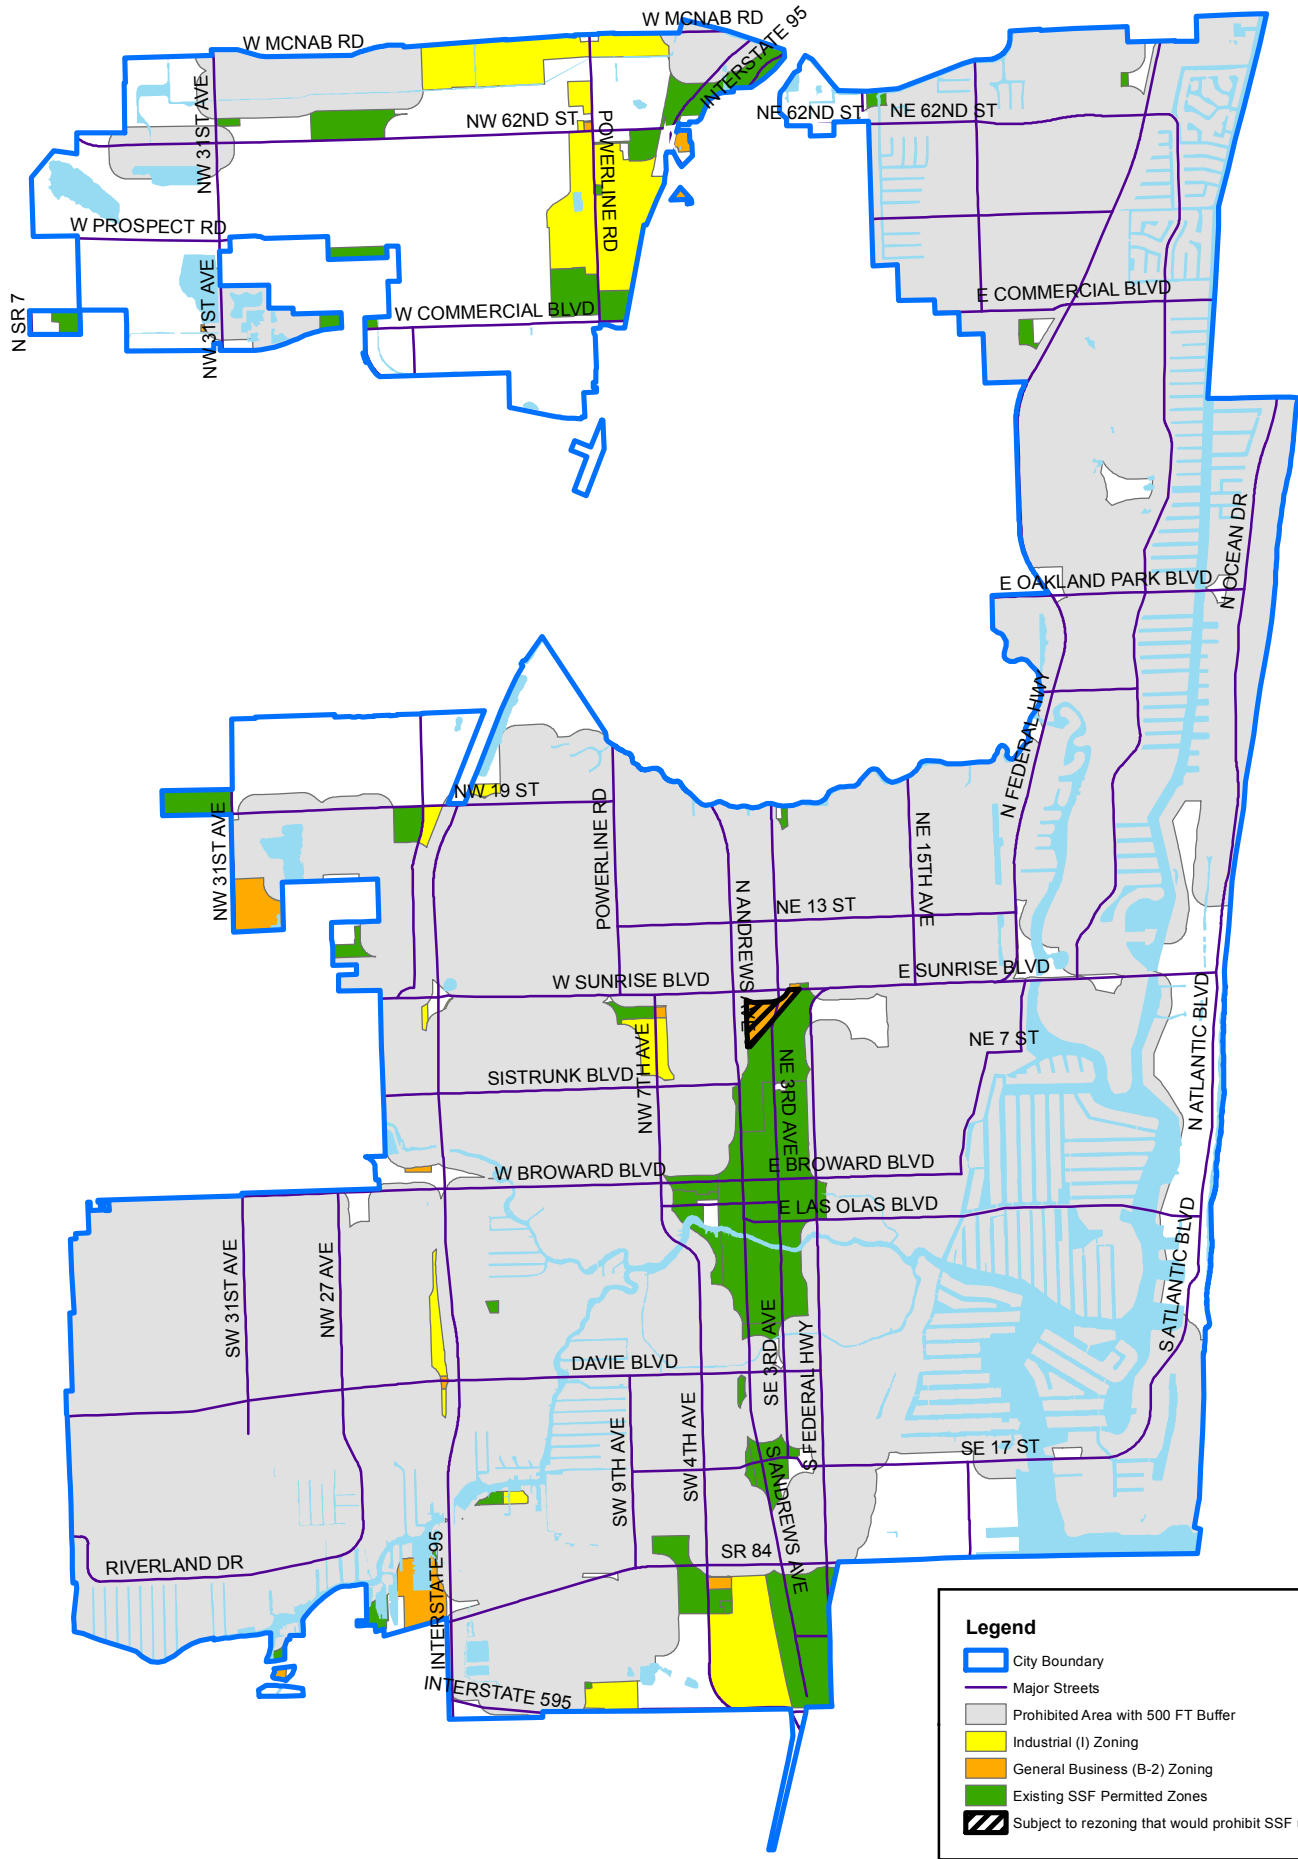 W MCNAB RD
W MCNAB RD
INTERSTATE 95
NW 31ST AVE
NW 62ND ST
POWERLINE RD
NE 62ND ST
NE 62ND ST
W PROSPECT RD
N SR 7
NW 31ST AVE
W COMMERCIAL BLVD
E COMMERCIAL BLVD
N OCEAN DR
E OAKLAND PARK BLVD
N FEDERAL HWY
NW 19 ST
NW 31ST AVE
POWERLINE RD
N ANDREWS AVE
NE 13 ST
NE 15TH AVE
W SUNRISE BLVD
E SUNRISE BLVD
N ATLANTIC BLVD
NE 7 ST
NW 7TH AVE
SISTRUNK BLVD
NE 3RD AVE
W BROWARD BLVD
E BROWARD BLVD
E LAS OLAS BLVD
S ATLANTIC BLVD
SW 31ST AVE
NW 27 AVE
DAVIE BLVD
SE 3RD AVE
S FEDERAL HWY
SW 9TH AVE
SW 4TH AVE
S ANDREWS AVE
SE 17 ST
RIVERLAND DR
INTERSTATE 95
SR 84
INTERSTATE 595
Legend
City Boundary
Major Streets
Prohibited Area with 500 FT Buffer
Industrial (I) Zoning
General Business (B-2) Zoning
Existing SSF Permitted Zones
Subject to rezoning that would prohibit SSF